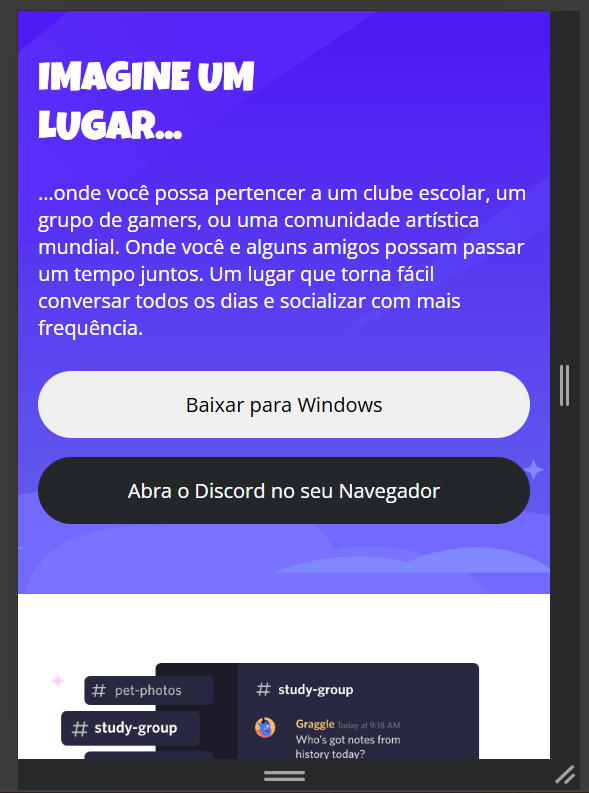 IMAGINE UM
LUGAR...
...onde você possa pertencer a um clube escolar, um
grupo de gamers, ou uma comunidade artística
mundial. Onde você e alguns amigos possam passar
um tempo juntos. Um lugar que torna fácil
conversar todos os dias e socializar com mais
frequência.
Baixar para Windows
Abra o Discord no seu Navegador
# pet-photos
# study-group
# study-group
Graggle Today at 9:18 AM
Who's got notes from
history today?